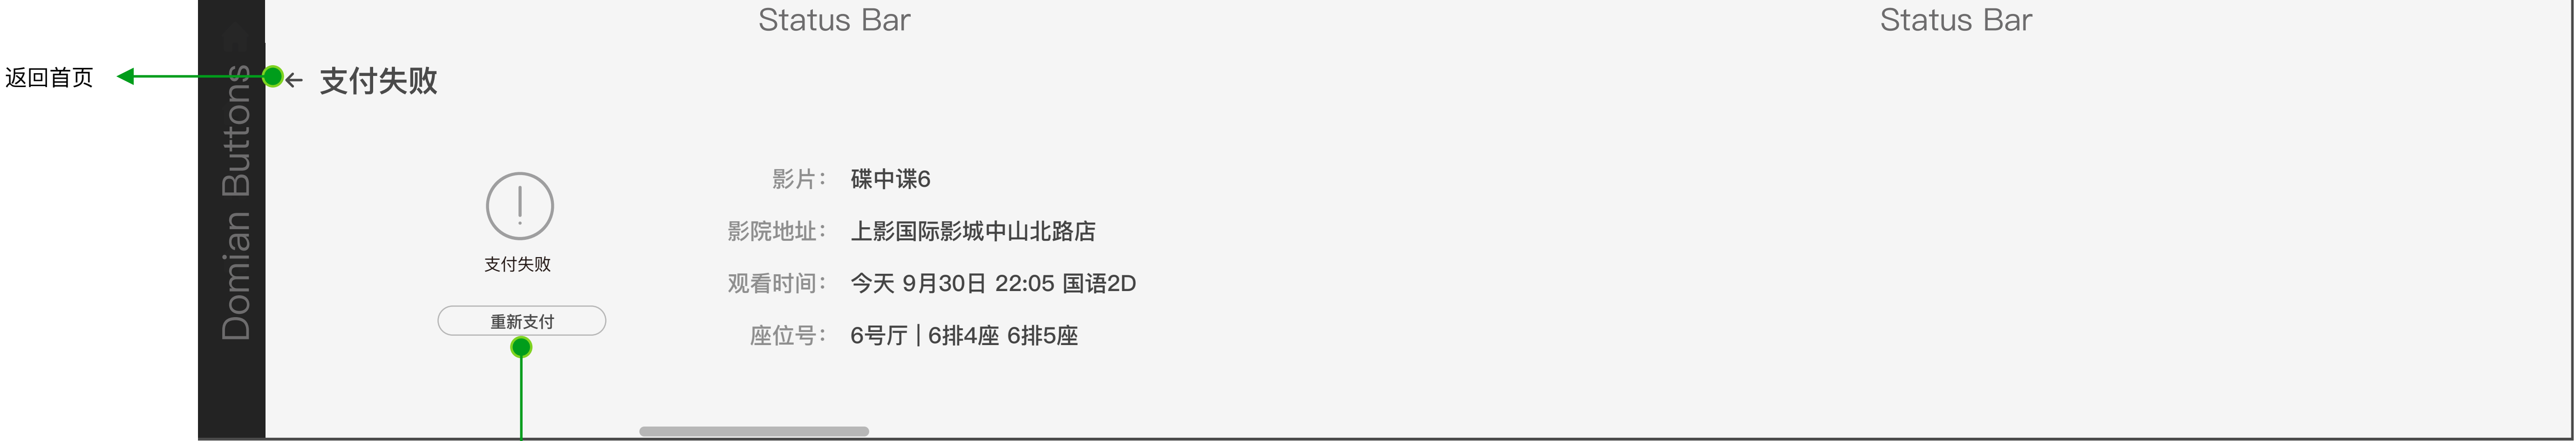 Status Bar
Status Bar
返回首页
支付失败
Domian Buttons
影片： 碟中谍6
影院地址： 上影国际影城中山北路店
支付失败
观看时间： 今天 9月30日 22:05 国语2D
重新支付
座位号： 6号厅 | 6排4座 6排5座